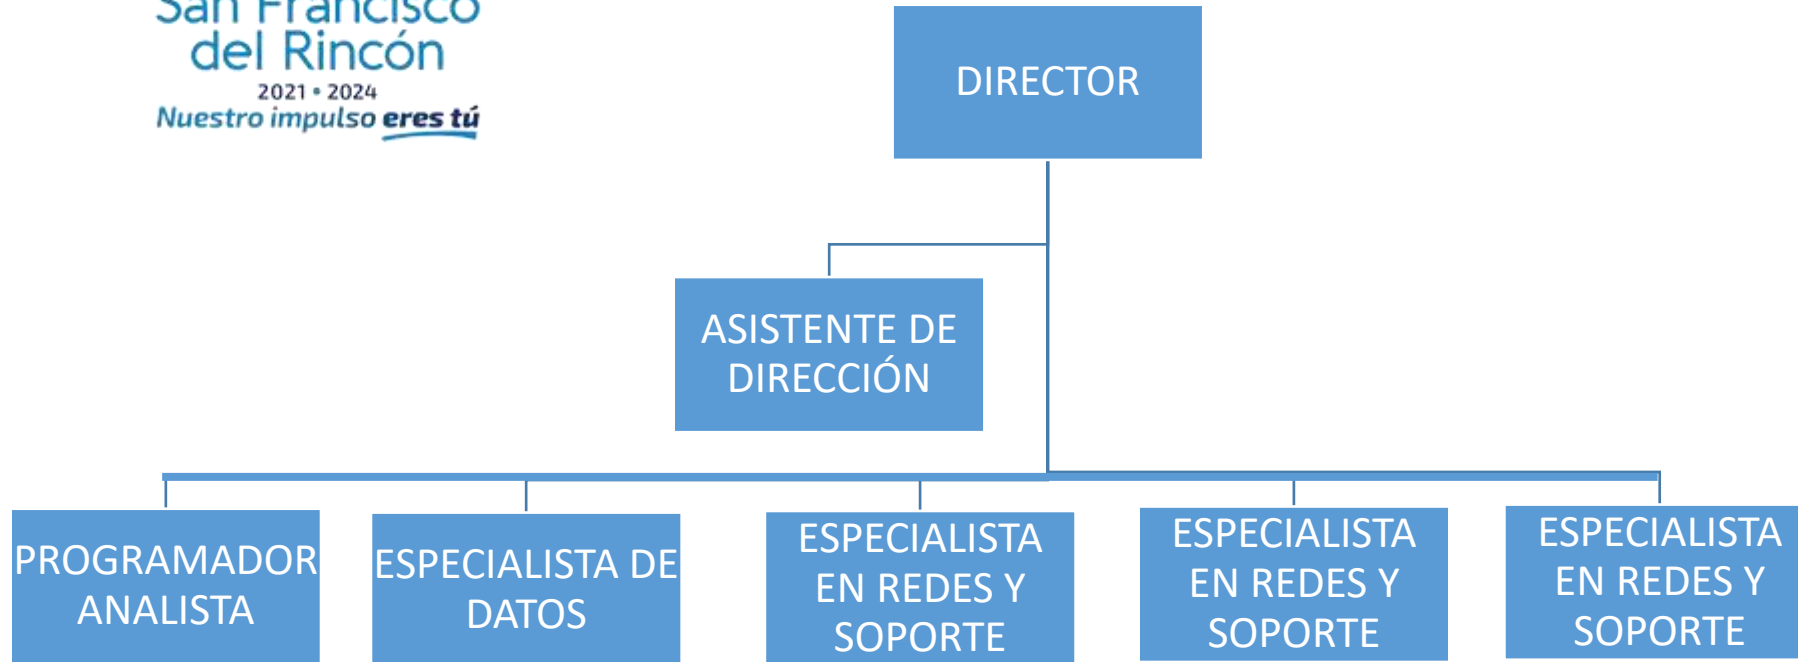 San Francisco
del Rincón
2021 • 2024
Nuestro impulso eres tú
DIRECTOR
ASISTENTE DE
DIRECCIÓN
PROGRAMADOR
ANALISTA
ESPECIALISTA DE
DATOS
ESPECIALISTA
EN REDES Y
SOPORTE
ESPECIALISTA
EN REDES Y
SOPORTE
ESPECIALISTA
EN REDES Y
SOPORTE